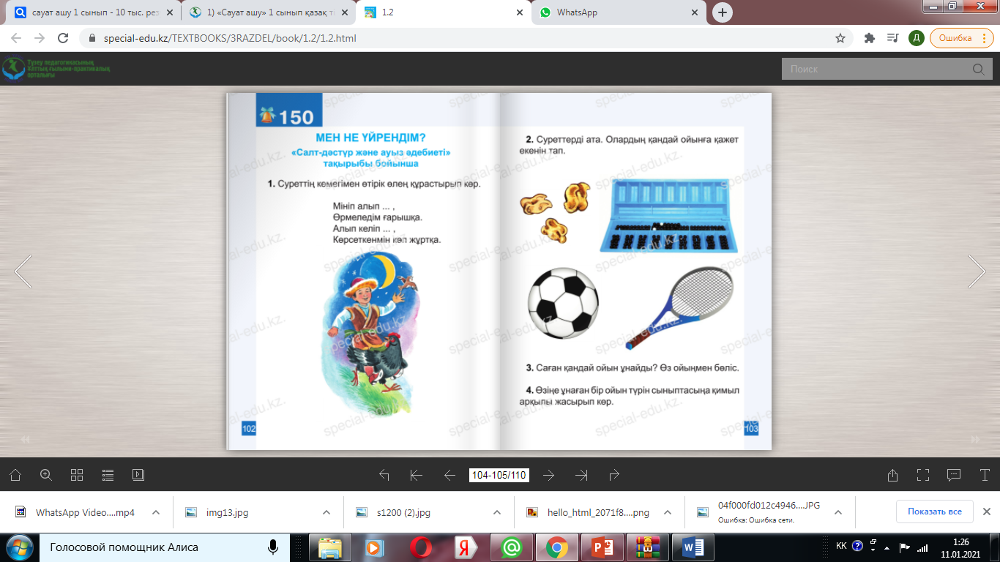 сауат ашу 1 сынып - 10 тыс. рез
1) «Сауат ашу» 1 сынып қазақ ті
1.2
WhatsApp
special-edu.kz/TEXTBOOKS/3RAZDEL/book/1.2/1.2.html
Д
Ошибка
Түзеу педагогикасының
Ұлттық ғылыми-практикалық
орталығы
Поиск
150
МЕН НЕ ҮЙРЕНДІМ?
«Салт-дәстүр және ауыз әдебиеті»
тақырыбы бойынша
1. Суреттің көмегімен өтірік өлең құрастырып көр.
Мініп алып ... ,
Өрмеледім ғарышқа.
Алып келіп ... ,
Көрсеткенмін көп жұртқа.
102
2. Суреттерді ата. Олардың қандай ойынға қажет
екенін тап.
3. Саған қандай ойын ұнайды? Өз ойыңмен бөліс.
4. Өзіңе ұнаған бір ойын түрін сыныптасыңа қимыл
арқылы жасырып көр.
103
special-edu.kz.
104-105/110
WhatsApp Video....mp4
img13.jpg
s1200 (2).jpg
hello_html_2071f8....png
04f000fd012c4946....JPG
Ошибка: Ошибка сети.
Показать все
Голосовой помощник Алиса
KK
1:26
11.01.2021